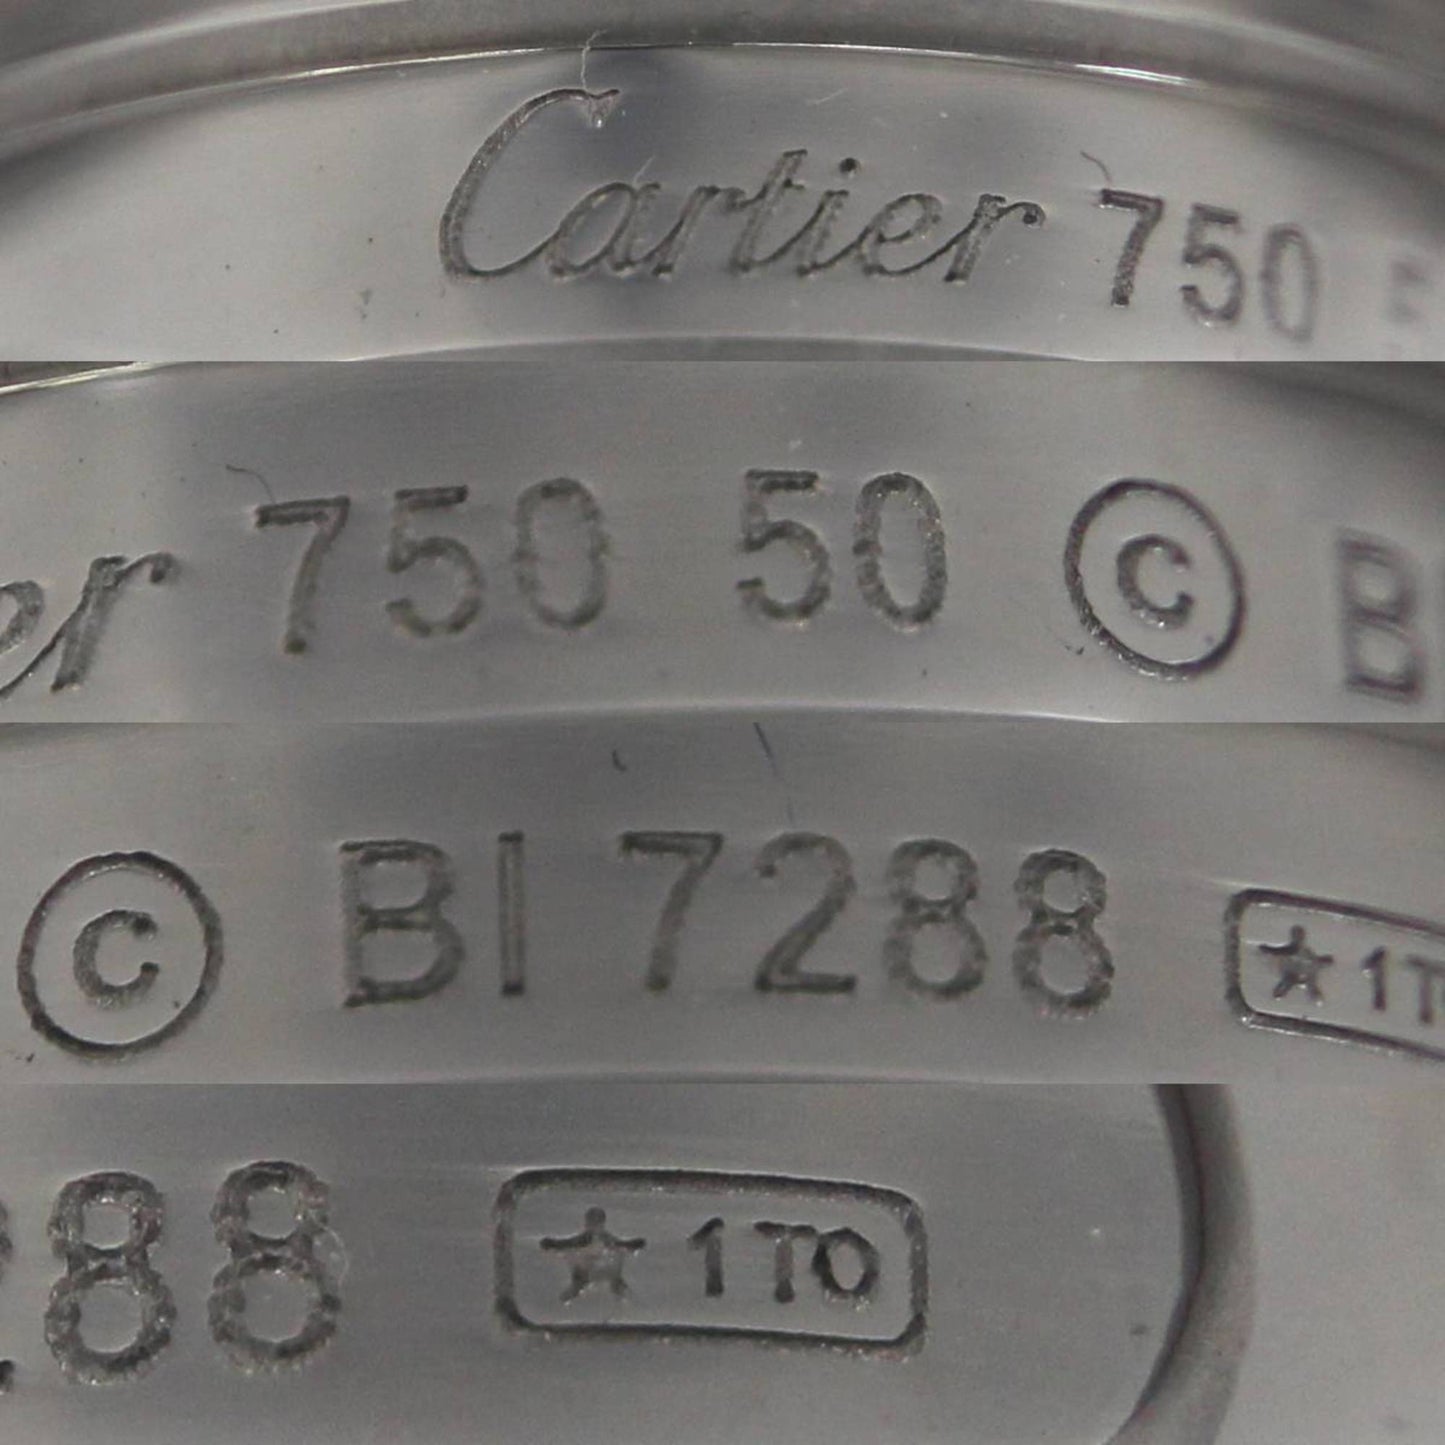 Cartier 750
er 750 50 © B
© BI 7288 ★1T
288 ★1TO